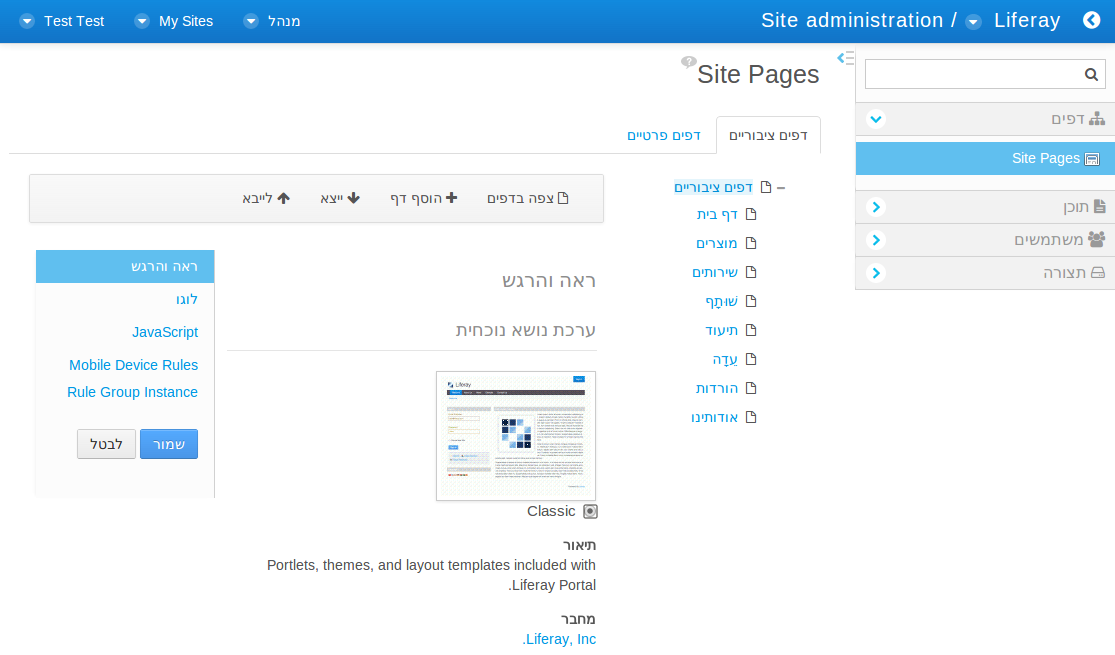 Liferay
Site administration /
מנהל
My Sites
Test Test
דפים
Site Pages
תוכן
משתמשים
תצורה
Site Pages
דפים ציבוריים
דפים פרטיים
דפים ציבוריים
דף בית
מוצרים
שירותים
שׁוּתָף
תיעוד
עֵדָה
הורדות
אודותינו
צפה בדפים
הוסף דף
ייצא
לייבא
ראה והרגש
ערכת נושא נוכחית
Classic
תיאור
Portlets, themes, and layout templates included with
.Liferay Portal
מחבר
.Liferay, Inc
ראה והרגש
לוגו
JavaScript
Mobile Device Rules
Rule Group Instance
שמור
לבטל